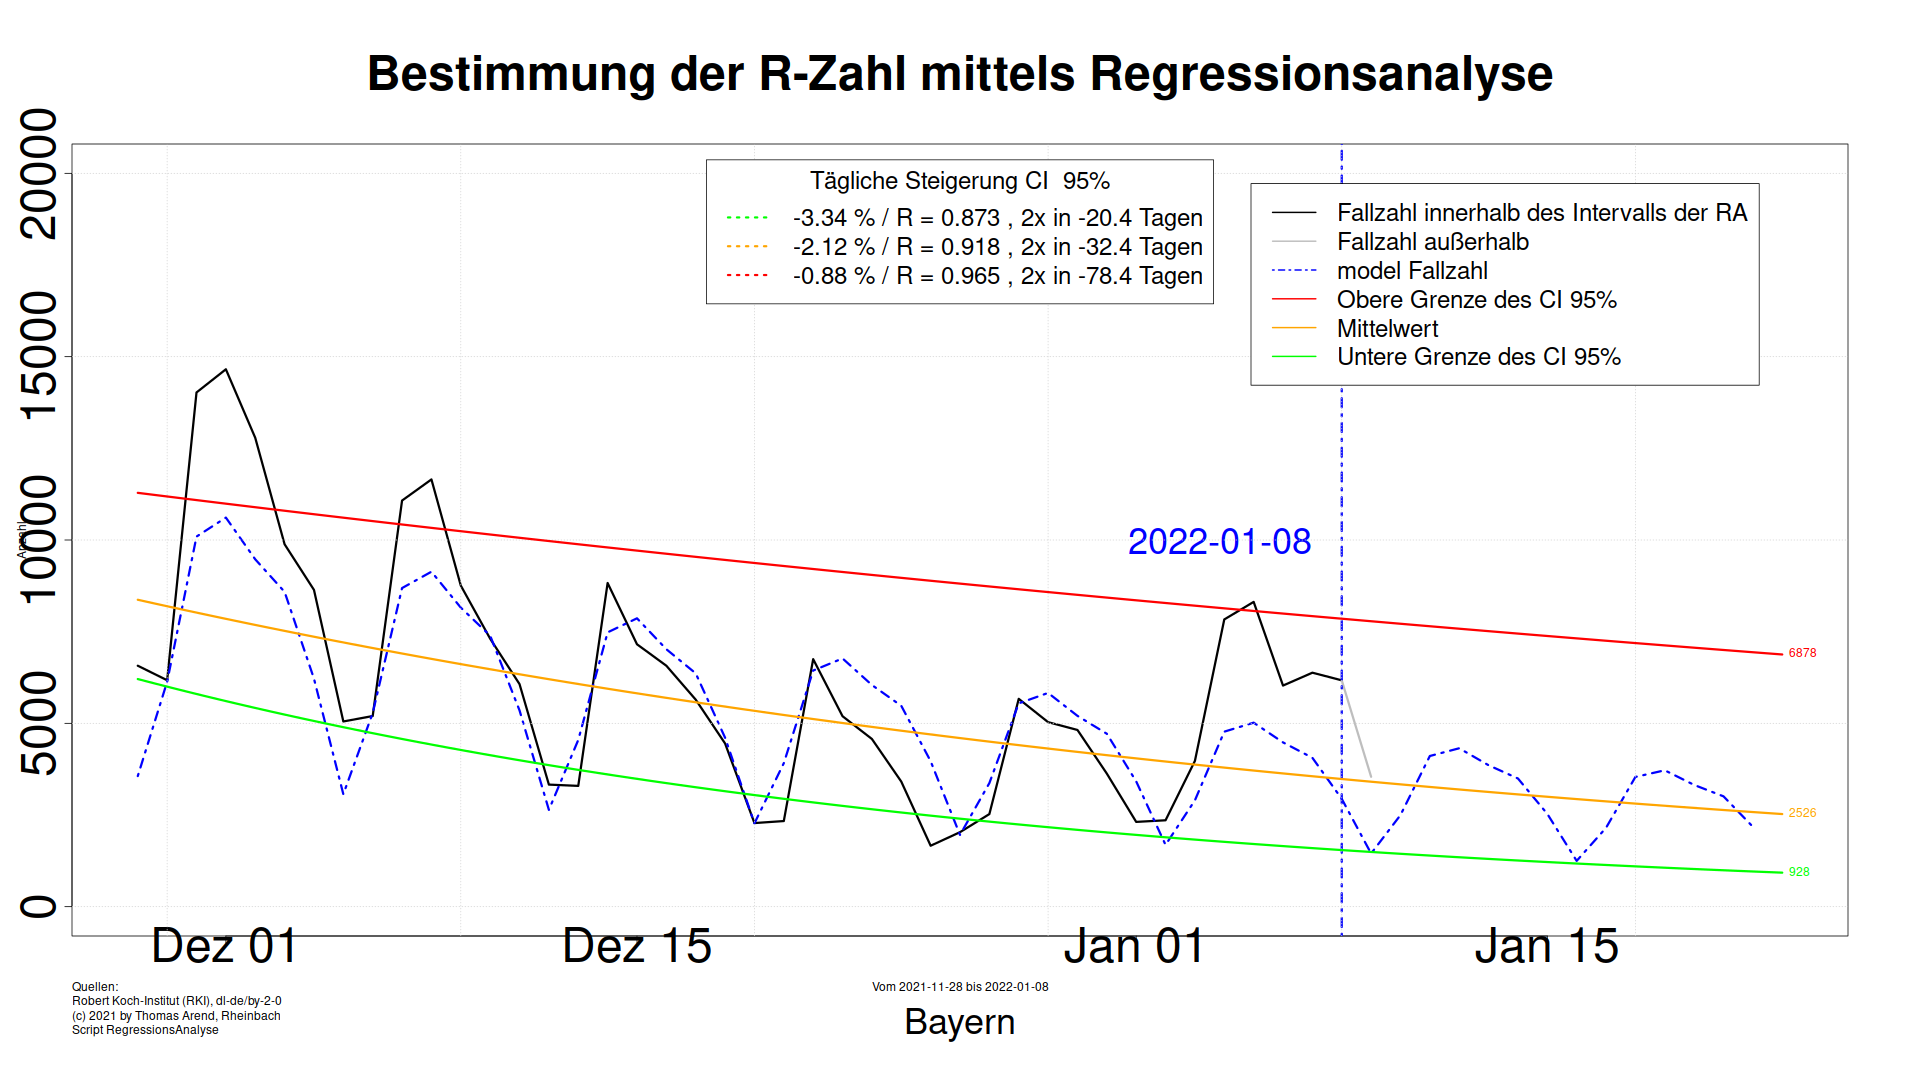 Bestimmung der R-Zahl mittels Regressionsanalyse
Tägliche Steigerung CI  95%
-3.34 % / R = 0.873 , 2x in -20.4 Tagen
-2.12 % / R = 0.918 , 2x in -32.4 Tagen
-0.88 % / R = 0.965 , 2x in -78.4 Tagen
Fallzahl innerhalb des Intervalls der RA
Fallzahl außerhalb
model Fallzahl
Obere Grenze des CI 95%
Mittelwert
Untere Grenze des CI 95%
20000
15000
10000
5000
0
Anzahl
2022-01-08
6878
2526
928
Dez 01
Dez 15
Jan 01
Jan 15
Quellen:
Robert Koch-Institut (RKI), dl-de/by-2-0
(c) 2021 by Thomas Arend, Rheinbach
Script RegressionsAnalyse
Vom 2021-11-28 bis 2022-01-08
Bayern